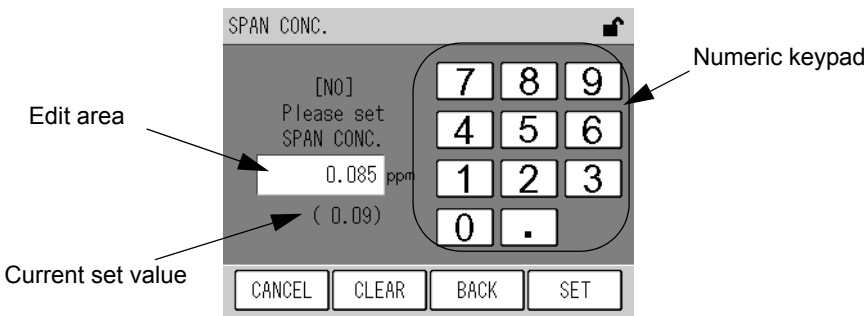 SPAN CONC.
Numeric keypad
[NO]
Please set
SPAN CONC.
Edit area
0.085 ppm
( 0.09)
Current set value
7 8 9
4 5 6
1 2 3
0 .
CANCEL CLEAR BACK SET